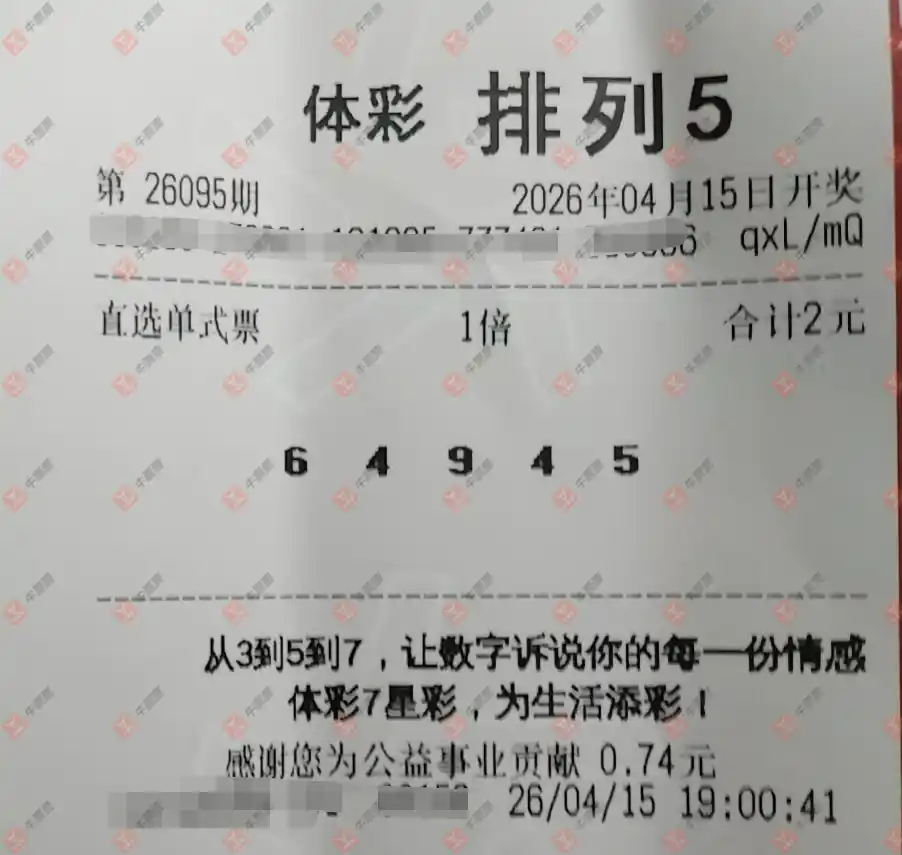 体彩 排列5
第 26095期 2026年04月15日开奖
qxL/mQ
直选单式票 1倍 合计2元
6 4 9 4 5
从3到5到7，让数字诉说你的每一份情感
体彩7星彩，为生活添彩！
感谢您为公益事业贡献 0.74元
26/04/15 19:00:41